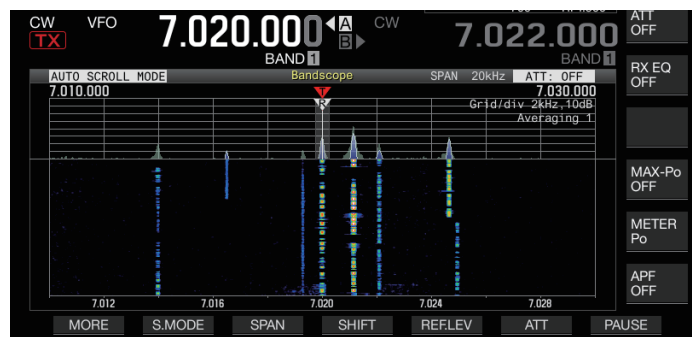 CW VFO 7.020.000 A CW 7.022.000
TX B
BAND 1 BAND 1
AUTO SCROLL MODE Bandscope SPAN 20kHz ATT: OFF
7.010.000 T 7.030.000
R Grid/div 2kHz,10dB
Averaging 1
7.012 7.016 7.020 7.024 7.028
ATT
OFF
RX EQ
OFF
MAX-Po
OFF
METER
Po
APF
OFF
MORE S.MODE SPAN SHIFT REF.LEV ATT PAUSE